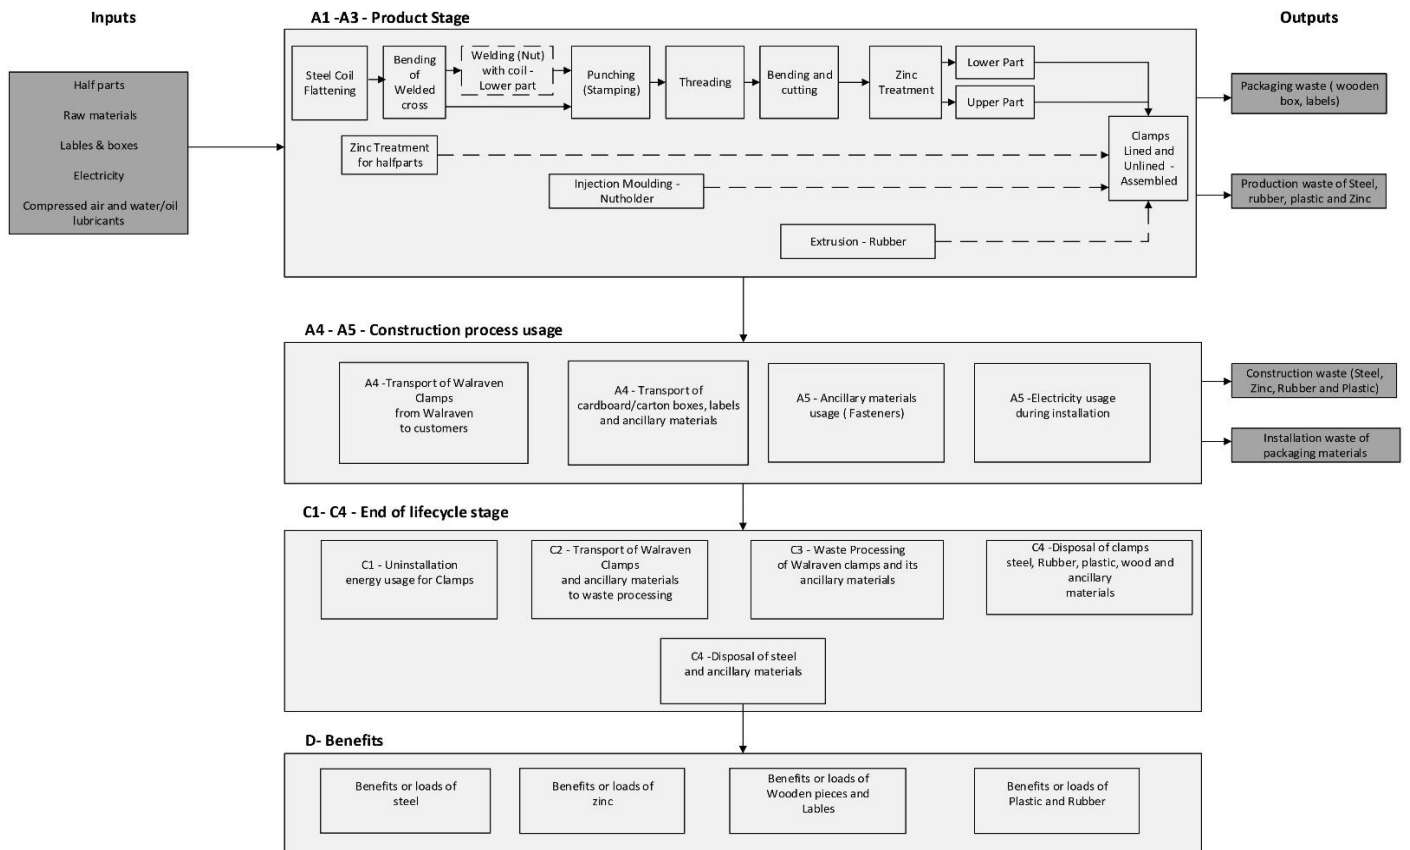 Inputs
A1 -A3 - Product Stage
Outputs
Half parts
Raw materials
Lables & boxes
Electricity
Compressed air and water/oil
lubricants
Steel Coil
Flattening
Bending
of
Welded
cross
Welding (Nut)
with coil -
Lower part
Punching
(Stamping)
Threading
Bending and
cutting
Zinc
Treatment
Lower Part
Upper Part
Zinc Treatment
for halfparts
Injection Moulding -
Nutholder
Extrusion - Rubber
Clamps
Lined and
Unlined -
Assembled
Packaging waste ( wooden
box, labels)
Production waste of Steel,
rubber, plastic and Zinc
A4 - A5 - Construction process usage
A4 -Transport of Walraven
Clamps
from Walraven
to customers
A4 - Transport of
cardboard/carton boxes, labels
and ancillary materials
A5 - Ancillary materials
usage ( Fasteners)
A5 -Electricity usage
during installation
Construction waste (Steel,
Zinc, Rubber and Plastic)
Installation waste of
packaging materials
C1- C4 - End of lifecycle stage
C1 - Uninstallation
energy usage for Clamps
C2 - Transport of Walraven
Clamps
and ancillary materials
to waste processing
C3 - Waste Processing
of Walraven clamps and its
ancillary materials
C4 -Disposal of clamps
steel, Rubber, plastic, wood and
ancillary
materials
C4 -Disposal of steel
and ancillary materials
D- Benefits
Benefits or loads of
steel
Benefits or loads of
zinc
Benefits or loads of
Wooden pieces and
Lables
Benefits or loads of
Plastic and Rubber